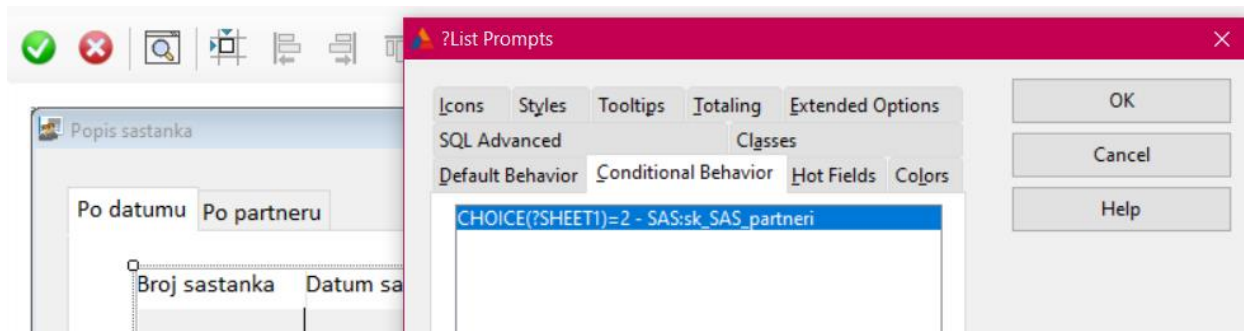 ?List Prompts
Icons Styles Tooltips Totaling Extended Options
SQL Advanced Classes
Default Behavior Conditional Behavior Hot Fields Colors
CHOICE(?SHEET1)=2 - SAS:sk_SAS_partneri
OK
Cancel
Help
Popis sastanka
Po datumu Po partneru
Broj sastanka Datum sa